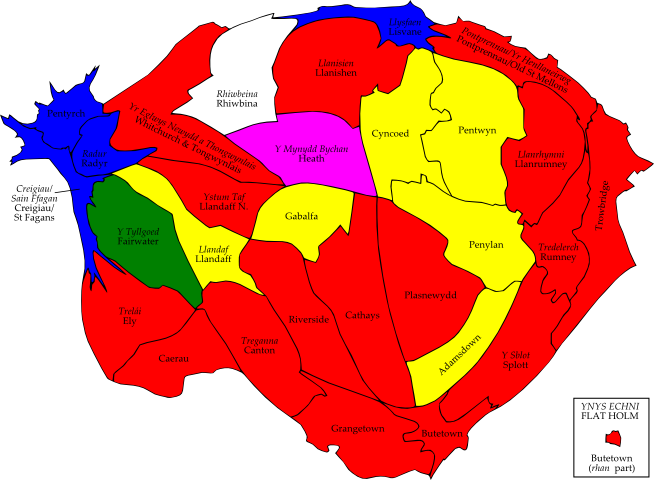 Llysfaen
Lisvane
Pontprennau/Yr Henllaneirwg
Pontprennau/Old St Mellons
Llanisien
Llanishen
Rhiwbeina
Rhiwbina
Pentyrch
Yr Eglwys Newydd a Thongwynlais
Whitchurch & Tongwynlais
Cyncoed
Pentwyn
Radur
Radyr
Y Mynydd Bychan
Heath
Llanrhymni
Llanrumney
Creigiau/
Sain Ffagan
Creigiau/
St Fagans
Ystum Taf
Llandaff N.
Trowbridge
Gabalfa
Y Tyllgoed
Fairwater
Llandaf
Llandaff
Penylan
Tredelerch
Rumney
Plasnewydd
Trelái
Ely
Riverside
Cathays
Treganna
Canton
Adamsdown
Y Sblot
Splott
Caerau
Grangetown
Butetown
YNYS ECHNI
FLAT HOLM
Butetown
(rhan part)